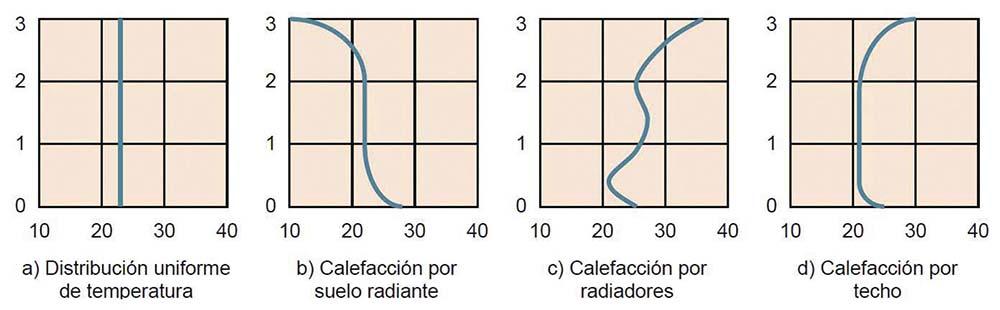 3
2
1
0
10 20 30 40
a) Distribución uniforme
de temperatura
3
2
1
0
10 20 30 40
b) Calefacción por
suelo radiante
3
2
1
0
10 20 30 40
c) Calefacción por
radiadores
3
2
1
0
10 20 30 40
d) Calefacción por
techo